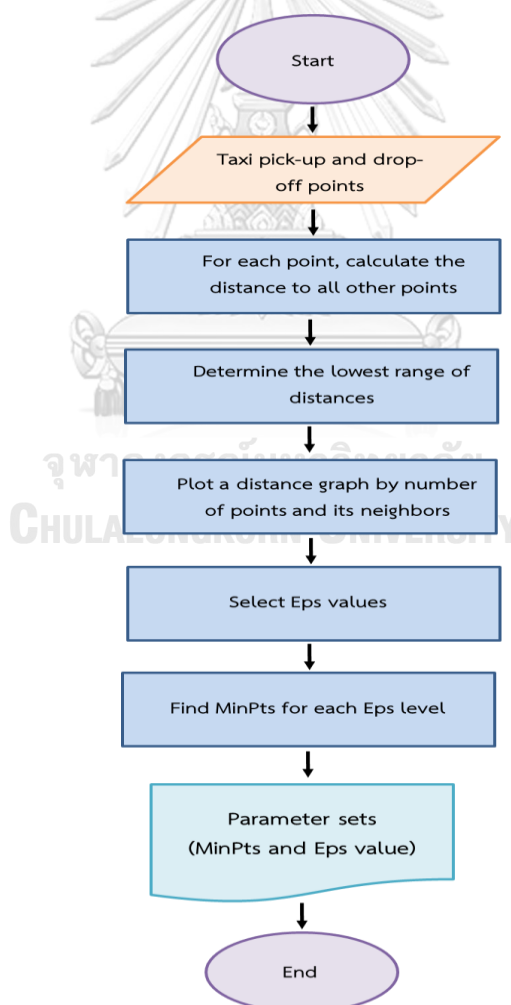 Start
Taxi pick-up and drop-
off points
For each point, calculate the
distance to all other points
Determine the lowest range of
distances
Plot a distance graph by number
of points and its neighbors
CHULALONGKORN UNIVERSITY
Select Eps values
Find MinPts for each Eps level
Parameter sets
(MinPts and Eps value)
End